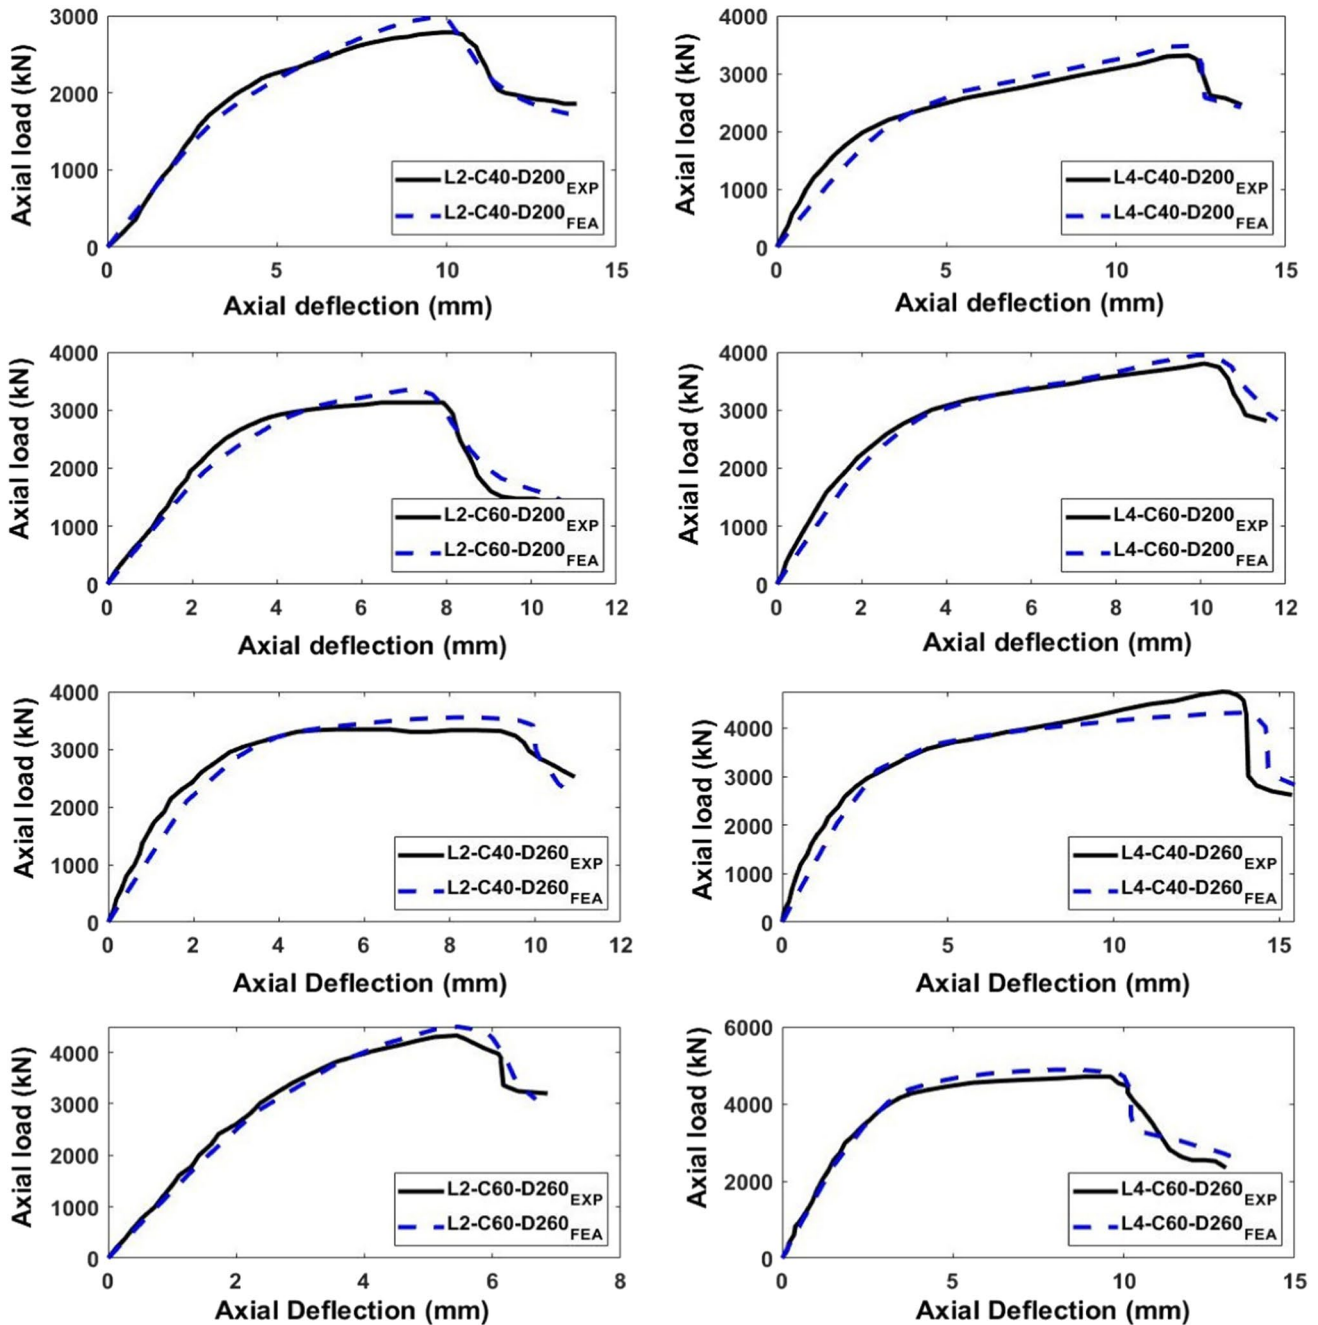 Axial load (kN)
3000
2000
1000
0
L2-C40-D200EXP
L2-C40-D200FEA
0 5 10 15
Axial deflection (mm)
Axial load (kN)
4000
3000
2000
1000
0
L4-C40-D200EXP
L4-C40-D200FEA
0 5 10 15
Axial deflection (mm)
Axial load (kN)
4000
3000
2000
1000
0
L2-C60-D200EXP
L2-C60-D200FEA
0 2 4 6 8 10 12
Axial deflection (mm)
Axial load (kN)
4000
3000
2000
1000
0
L4-C60-D200EXP
L4-C60-D200FEA
0 2 4 6 8 10 12
Axial deflection (mm)
Axial load (kN)
4000
3000
2000
1000
0
L2-C40-D260EXP
L2-C40-D260FEA
0 2 4 6 8 10 12
Axial Deflection (mm)
Axial load (kN)
4000
3000
2000
1000
0
L4-C40-D260EXP
L4-C40-D260FEA
0 5 10 15
Axial Deflection (mm)
Axial load (kN)
4000
3000
2000
1000
0
L2-C60-D260EXP
L2-C60-D260FEA
0 2 4 6 8
Axial Deflection (mm)
Axial load (kN)
6000
4000
2000
0
L4-C60-D260EXP
L4-C60-D260FEA
0 5 10 15
Axial Deflection (mm)